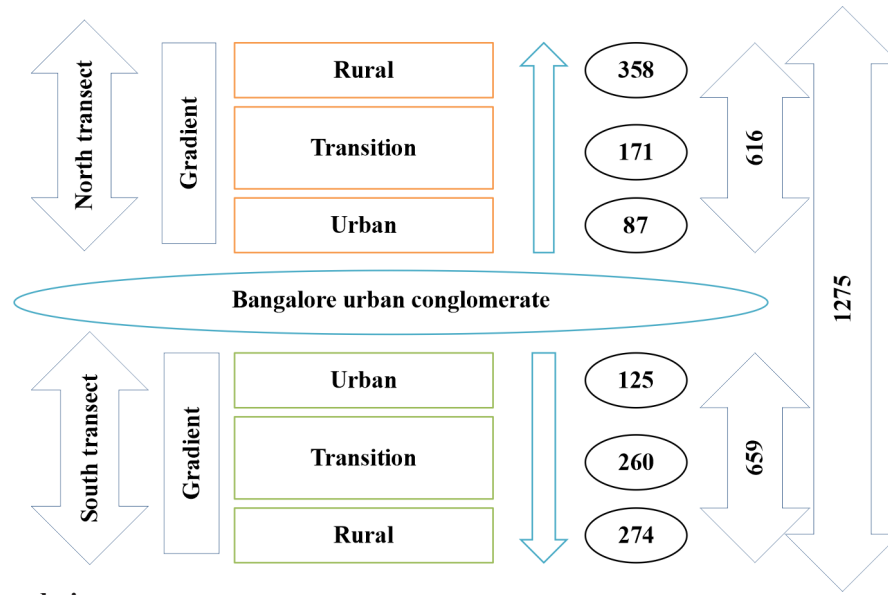 North transect
Gradient
Rural
358
Transition
171
Urban
87
616
Bangalore urban conglomerate
1275
South transect
Gradient
Urban
125
Transition
260
Rural
274
659